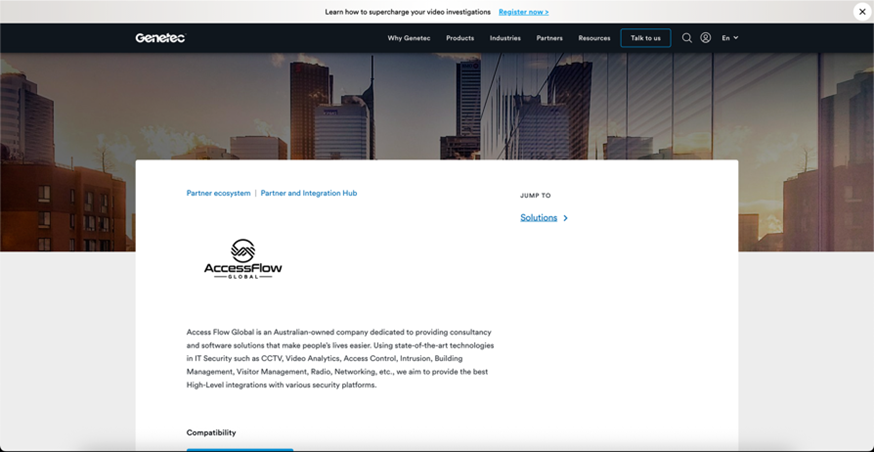 Learn how to supercharge your video investigations Register now >
Genetec
Why Genetec Products Industries Partners Resources Talk to us En
Partner ecosystem | Partner and Integration Hub
JUMP TO
Solutions
AccessFlow
GLOBAL
Access Flow Global is an Australian-owned company dedicated to providing consultancy
and software solutions that make people's lives easier. Using state-of-the-art technologies
in IT Security such as CCTV, Video Analytics, Access Control, Intrusion, Building
Management, Visitor Management, Radio, Networking, etc., we aim to provide the best
High-Level integrations with various security platforms.
Compatibility